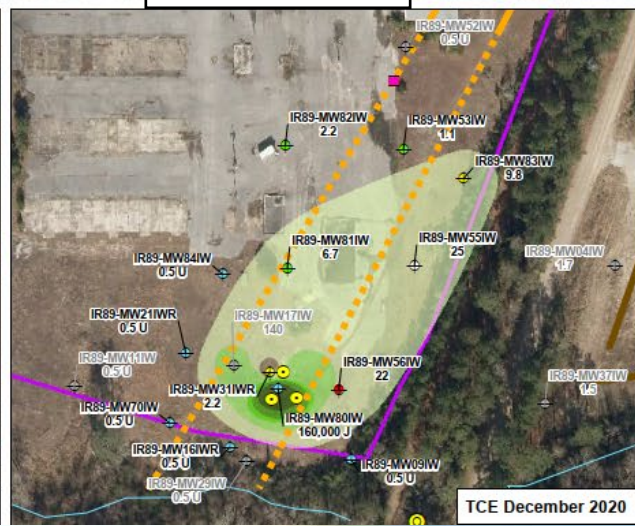 IR89-MW52IW
0.5 U
IR89-MW82IW
2.2
IR89-MW53IW
1.1
IR89-MW83IW
9.8
IR89-MW81IW
6.7
IR89-MW55IW
25
IR89-MW04IW
1.7
IR89-MW84IW
0.5 U
IR89-MW17IW
140
IR89-MW21IWR
0.5 U
IR89-MW11IW
0.5 U
IR89-MW56IW
22
IR89-MW37IW
1.5
IR89-MW31IWR
2.2
IR89-MW80IW
160,000 J
IR89-MW70IW
0.5 U
IR89-MW16IWR
0.5 U
IR89-MW09IW
0.5 U
IR89-MW29IW
0.5 U
TCE December 2020